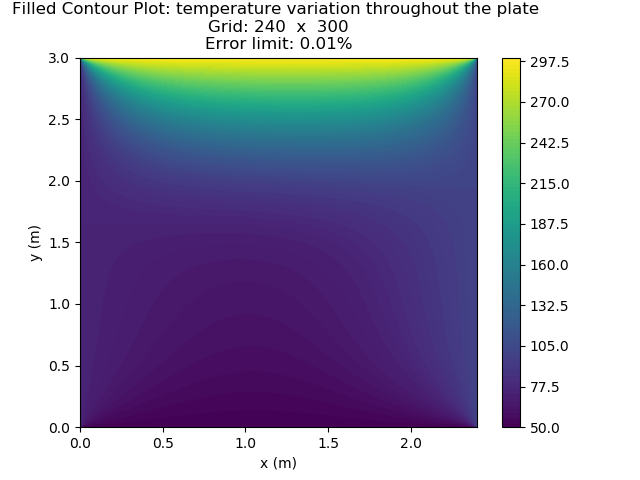 Filled Contour Plot: temperature variation throughout the plate
Grid: 240 x 300
Error limit: 0.01%
3.0
2.5
2.0
1.5
1.0
0.5
0.0
y (m)
0.0 0.5 1.0 1.5 2.0
x (m)
297.5
270.0
242.5
215.0
187.5
160.0
132.5
105.0
77.5
50.0